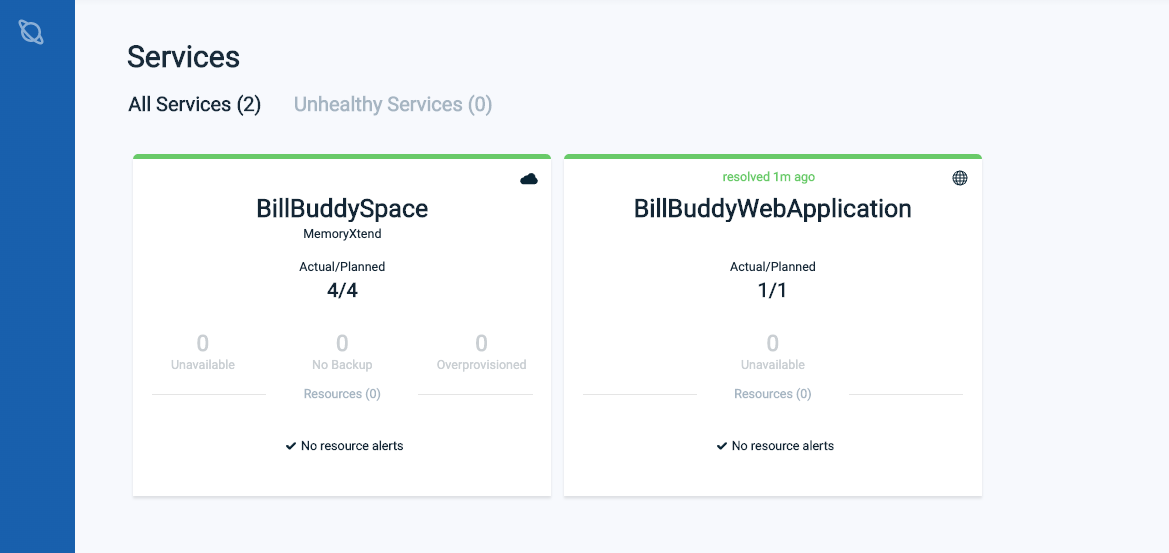 Services
All Services (2) Unhealthy Services (0)
BillBuddySpace
MemoryXtend
Actual/Planned
4/4
0 0 0
Unavailable No Backup Overprovisioned
Resources (0)
No resource alerts
resolved 1m ago
BillBuddyWebApplication
Actual/Planned
1/1
0
Unavailable
Resources (0)
No resource alerts